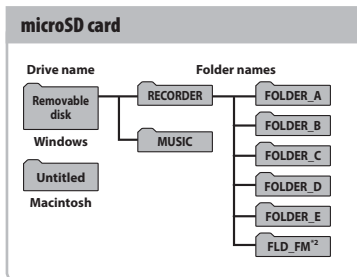 microSD card
Drive name
Folder names
Removable disk
Windows
Untitled
Macintosh
RECORDER
MUSIC
FOLDER_A
FOLDER_B
FOLDER_C
FOLDER_D
FOLDER_E
FLD_FM*2